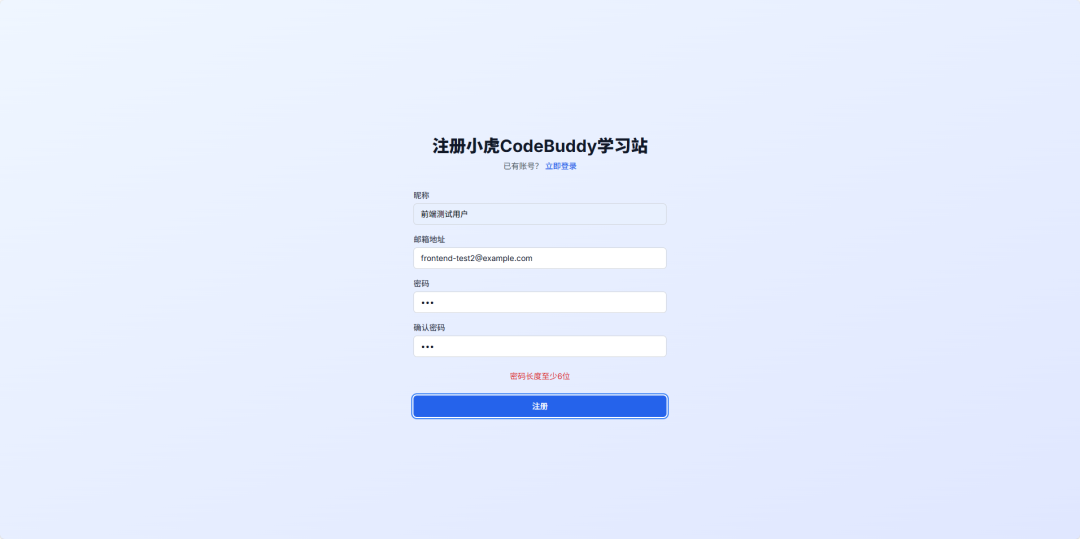 注册小虎CodeBuddy学习站
已有账号? 立即登录
昵称
前端测试用户
邮箱地址
frontend-test2@example.com
密码
•••
确认密码
•••
密码长度至少6位
注册